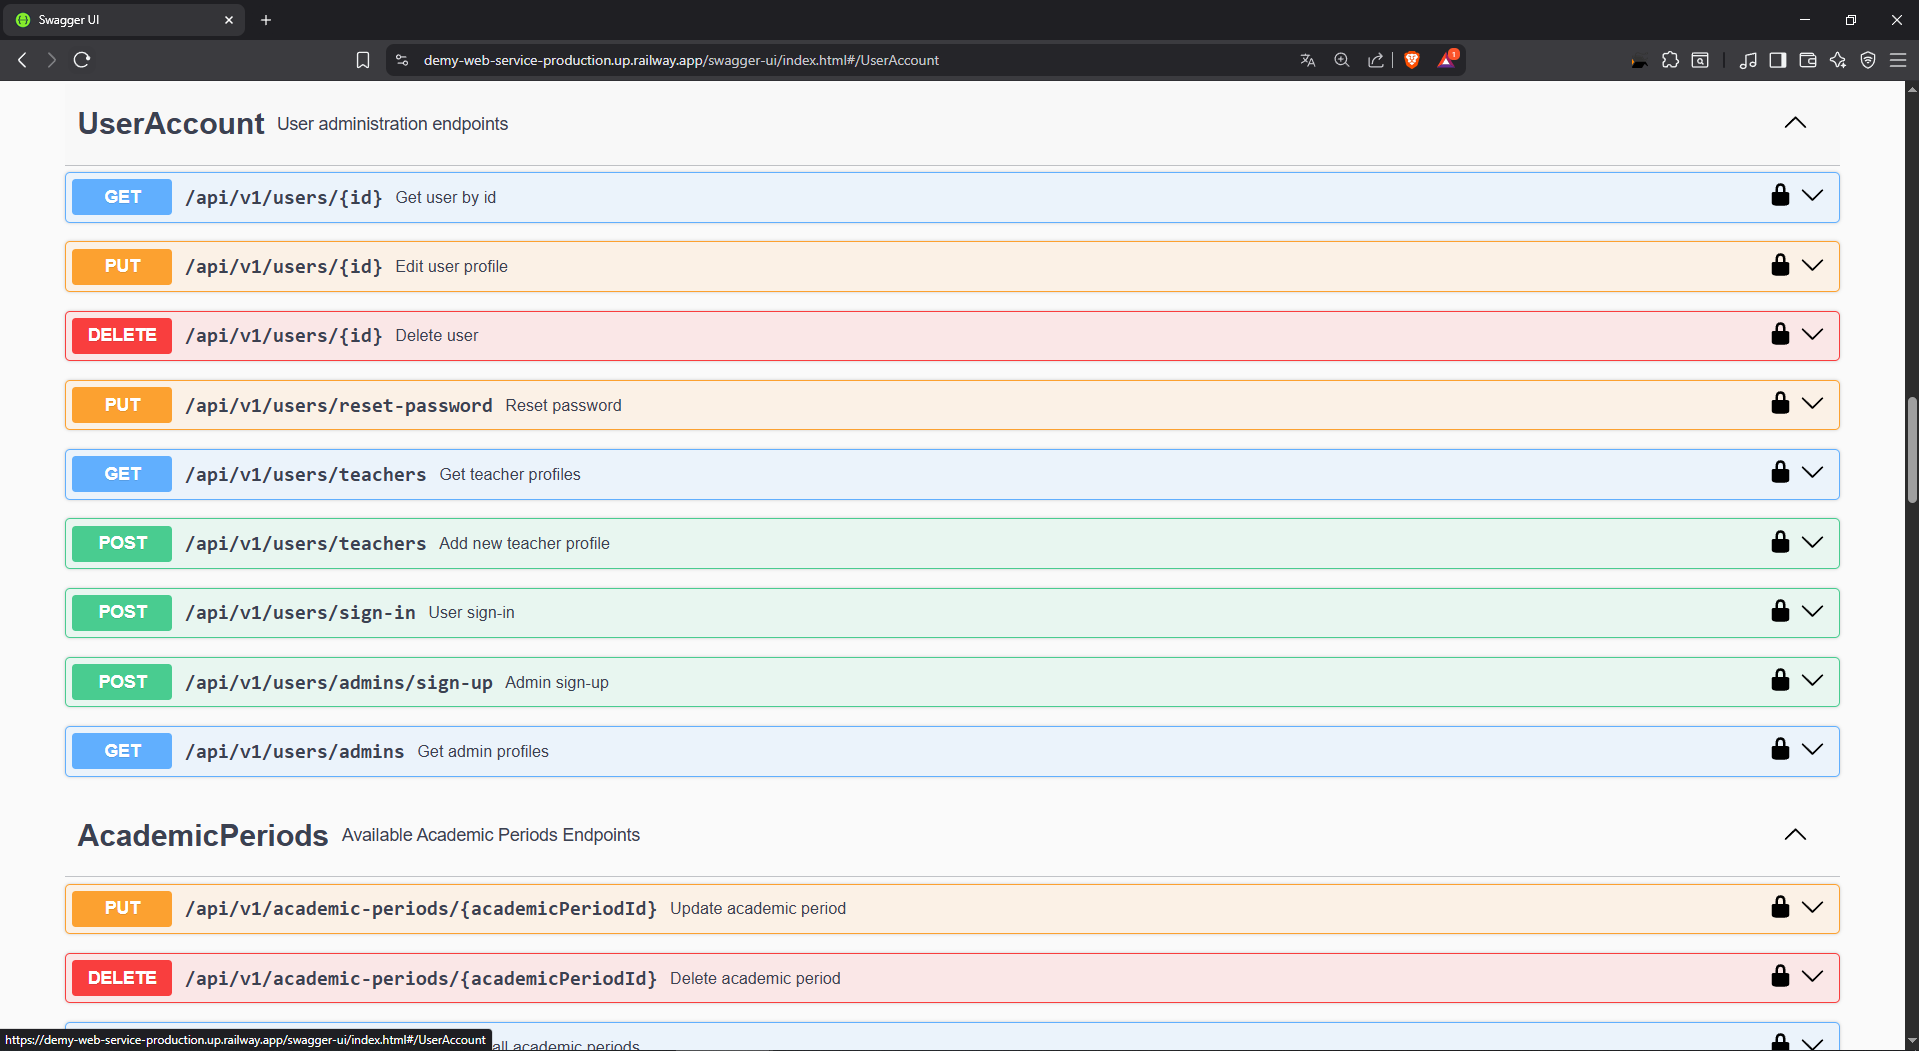 Swagger UI
demy-web-service-production.up.railway.app/swagger-ui/index.html#/UserAccount
1
UserAccount User administration endpoints
GET /api/v1/users/{id} Get user by id
PUT /api/v1/users/{id} Edit user profile
DELETE /api/v1/users/{id} Delete user
PUT /api/v1/users/reset-password Reset password
GET /api/v1/users/teachers Get teacher profiles
POST /api/v1/users/teachers Add new teacher profile
POST /api/v1/users/sign-in User sign-in
POST /api/v1/users/admins/sign-up Admin sign-up
GET /api/v1/users/admins Get admin profiles
AcademicPeriods Available Academic Periods Endpoints
PUT /api/v1/academic-periods/{academicPeriodId} Update academic period
DELETE /api/v1/academic-periods/{academicPeriodId} Delete academic period
all academic periods
https://demy-web-service-production.up.railway.app/swagger-ui/index.html#/UserAccount